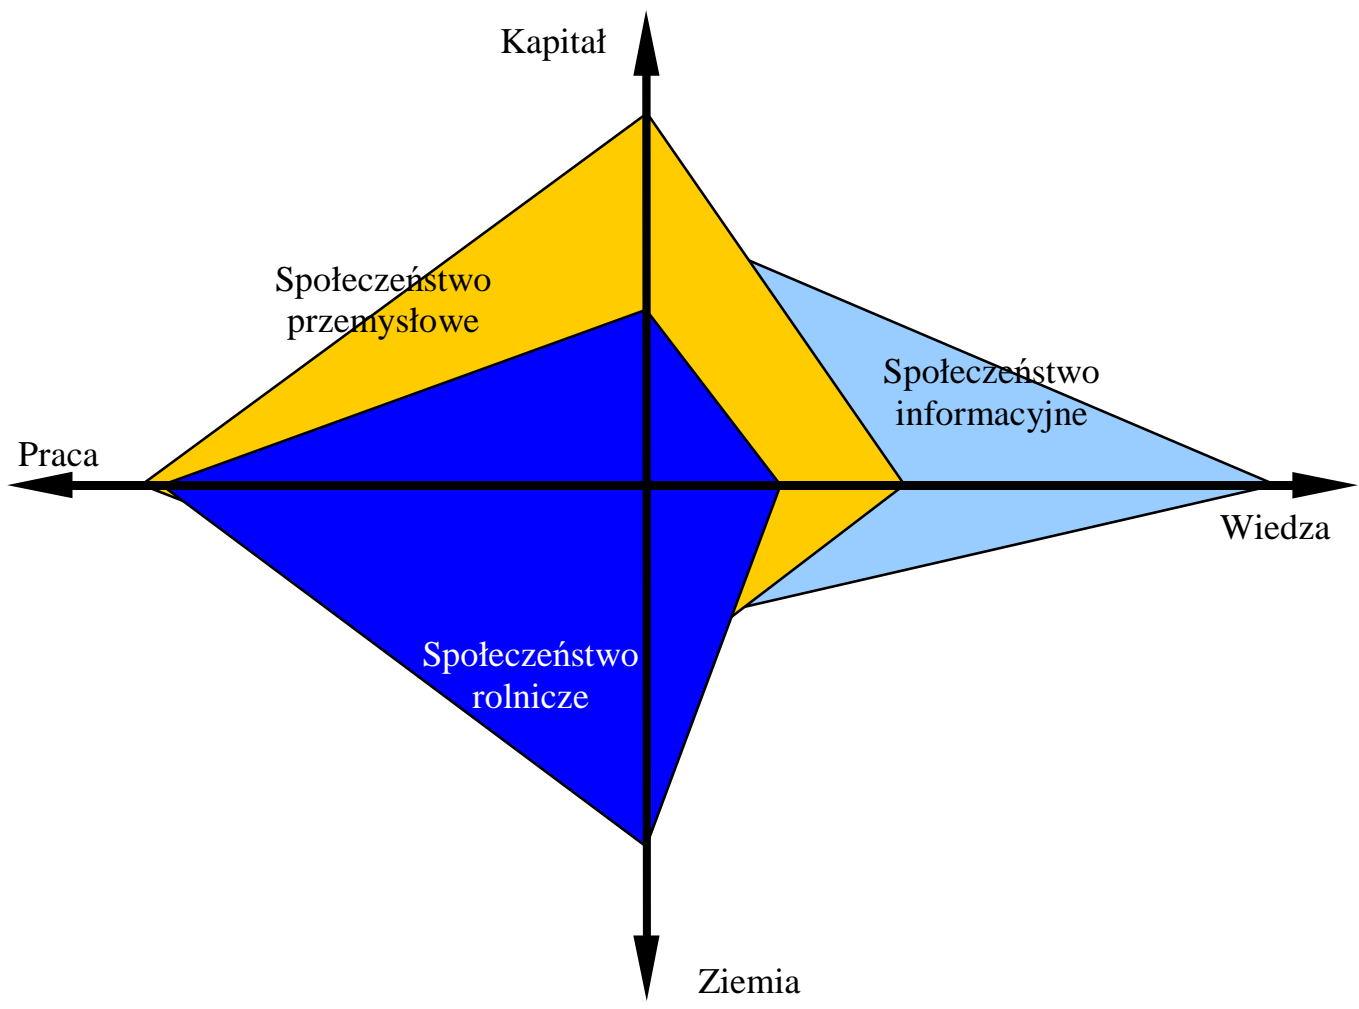 Kapitał
Społeczeństwo
przemysłowe
Społeczeństwo
informacyjne
Praca
Wiedza
Społeczeństwo
rolnicze
Ziemia